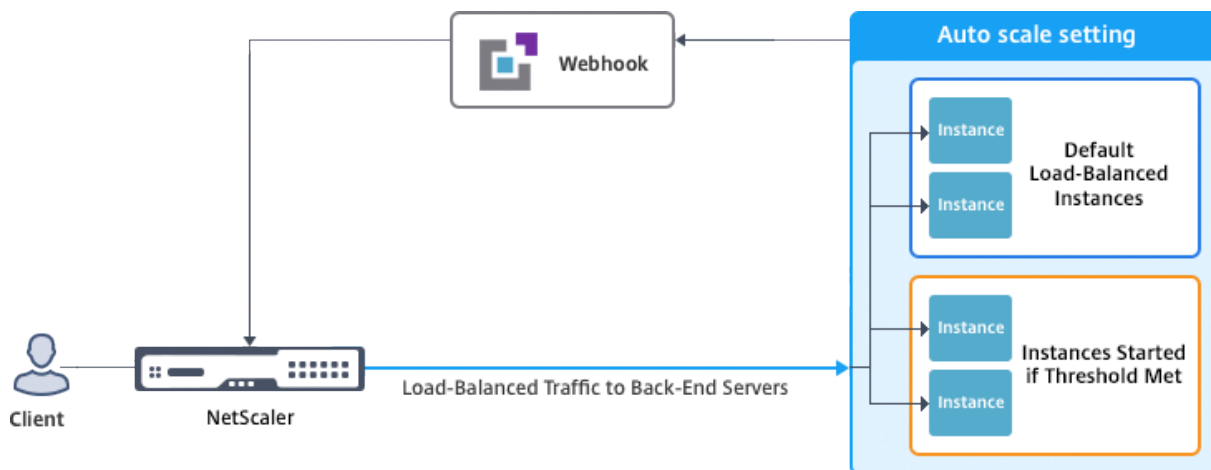 Auto scale setting
Webhook
Instance
Instance
Default
Load-Balanced
Instances
Instance
Instance
Instances Started
if Threshold Met
Load-Balanced Traffic to Back-End Servers
Client
NetScaler